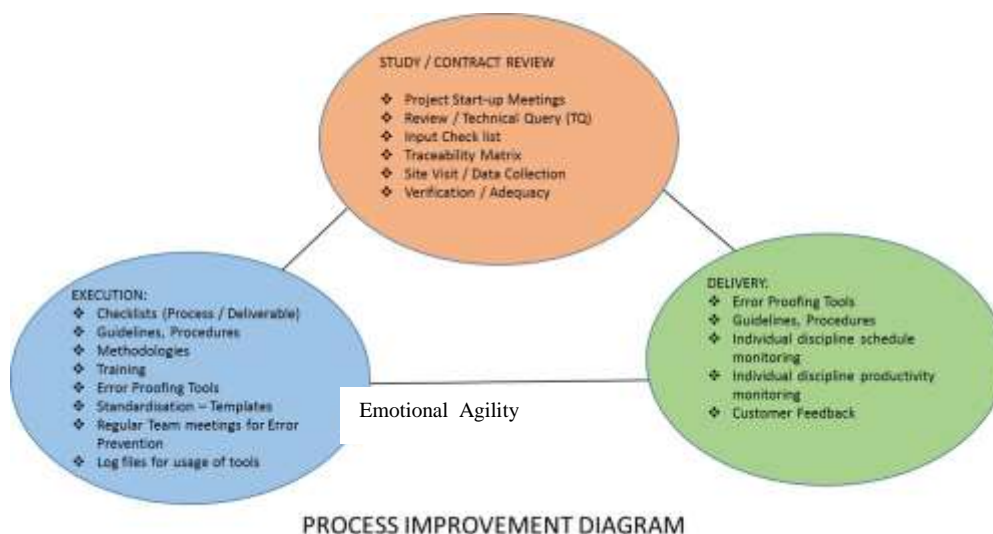 STUDY / CONTRACT REVIEW
❖ Project Start-up Meetings
❖ Review / Technical Query (TQ)
❖ Input Check list
❖ Traceability Matrix
❖ Site Visit / Data Collection
❖ Verification / Adequacy
EXECUTION:
❖ Checklists (Process / Deliverable)
❖ Guidelines, Procedures
❖ Methodologies
❖ Training
❖ Error Proofing Tools
❖ Standardisation – Templates
❖ Regular Team meetings for Error
Prevention
❖ Log files for usage of tools
DELIVERY:
❖ Error Proofing Tools
❖ Guidelines, Procedures
❖ Individual discipline schedule
monitoring
❖ Individual discipline productivity
monitoring
❖ Customer Feedback
Emotional Agility
PROCESS IMPROVEMENT DIAGRAM